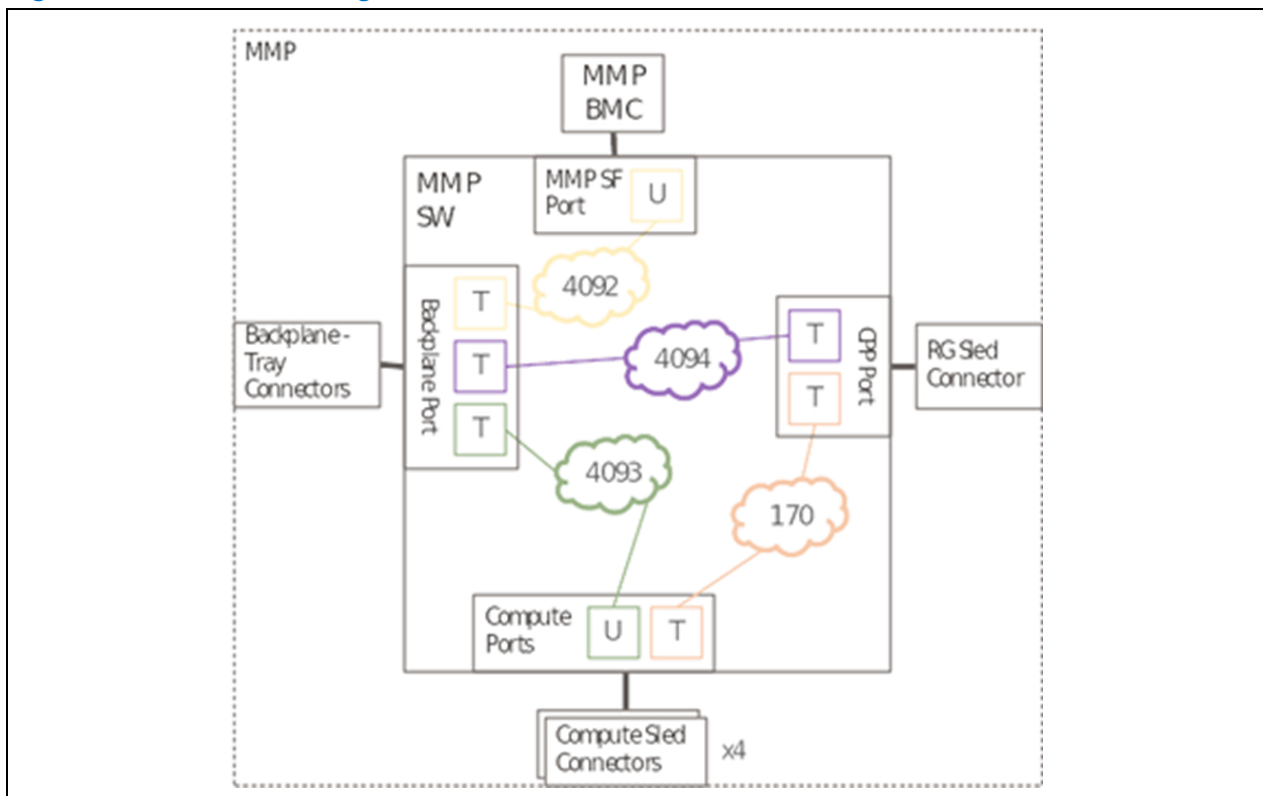 MMP
MMP
BMC
MMP
SW
MMP SF
Port
U
4092
Backplane Port
T
T
T
4094
T
T
CPP Port
Backplane -
Tray
Connectors
RG Sled
Connector
4093
170
Compute
Ports
U
T
Compute Sled
Connectors
x4